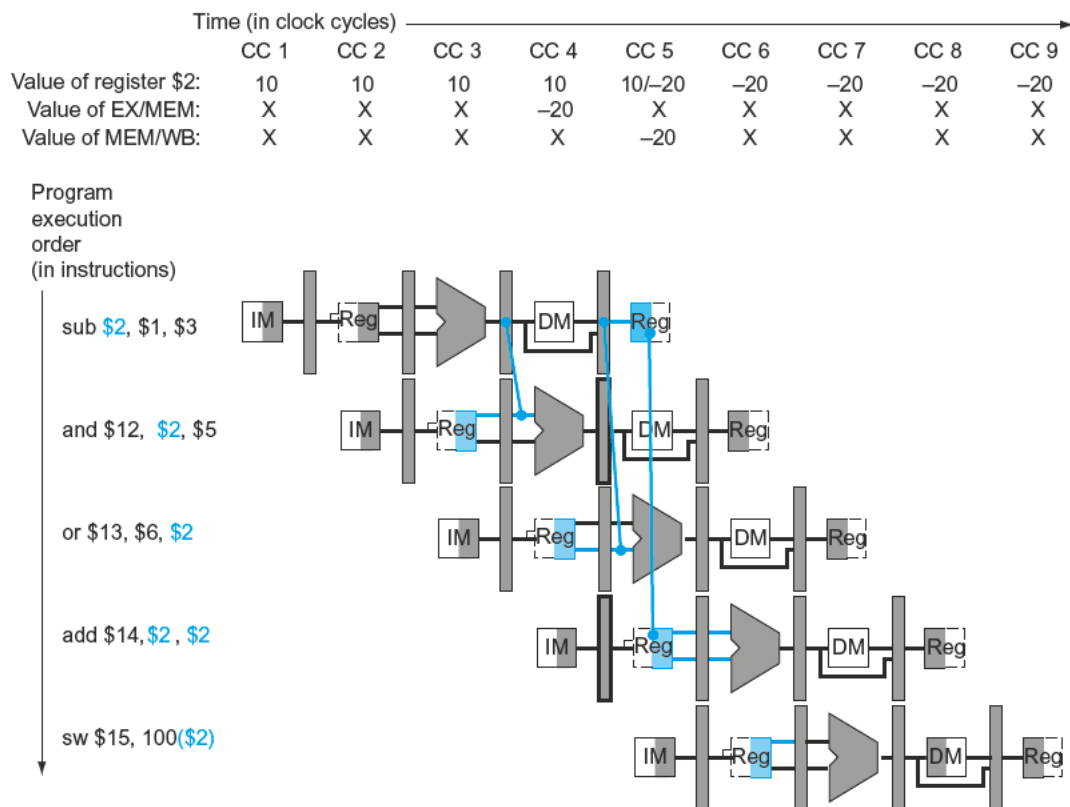 Time (in clock cycles)
CC 1 CC 2 CC 3 CC 4 CC 5 CC 6 CC 7 CC 8 CC 9
Value of register $2: 10 10 10 10 10/–20 –20 –20 –20 –20
Value of EX/MEM: X X X –20 X X X X X
Value of MEM/WB: X X X X –20 X X X X
Program
execution
order
(in instructions)
sub $2, $1, $3 IM Reg DM Reg
and $12, $2, $5 IM Reg DM Reg
or $13, $6, $2 IM Reg DM Reg
add $14,$2 , $2 IM Reg DM Reg
sw $15, 100($2) IM Reg DM Reg